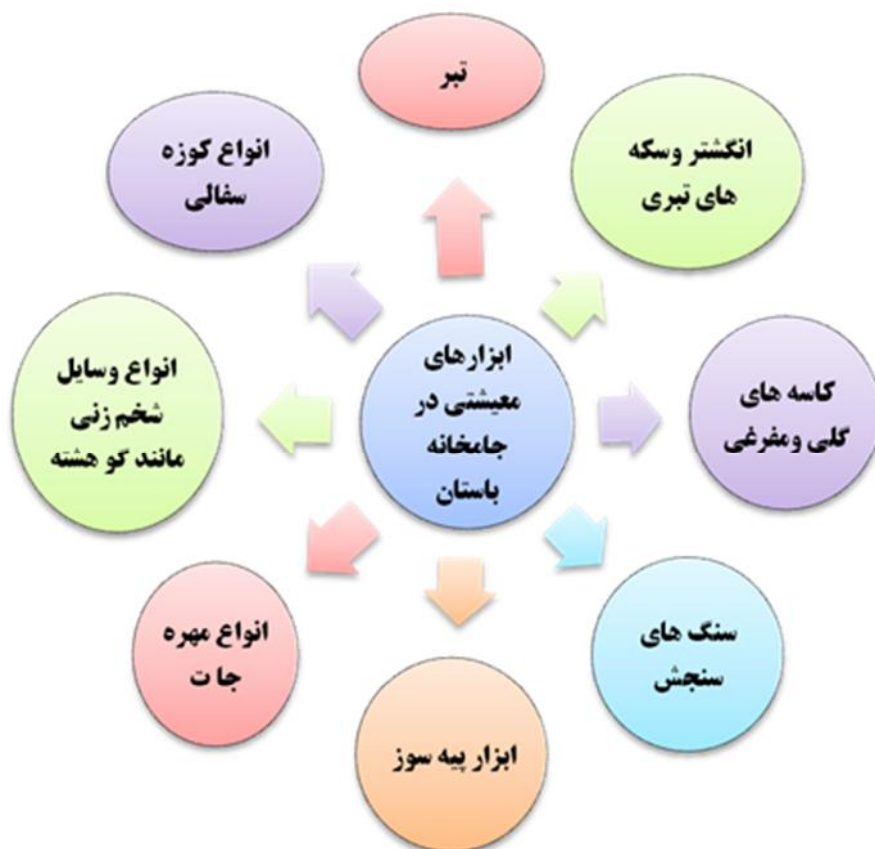 تبر
انگشتر وسکه
های تبری
کاسه های
گلی ومفرغی
سنگ های
سنجش
ابزار پیه سوز
انواع مهره
جا ت
انواع وسایل
شخم زنی
مانند گو هشته
انواع کوزه
سفالی
ابزارهای
معیشتی در
جامخانه
باستان